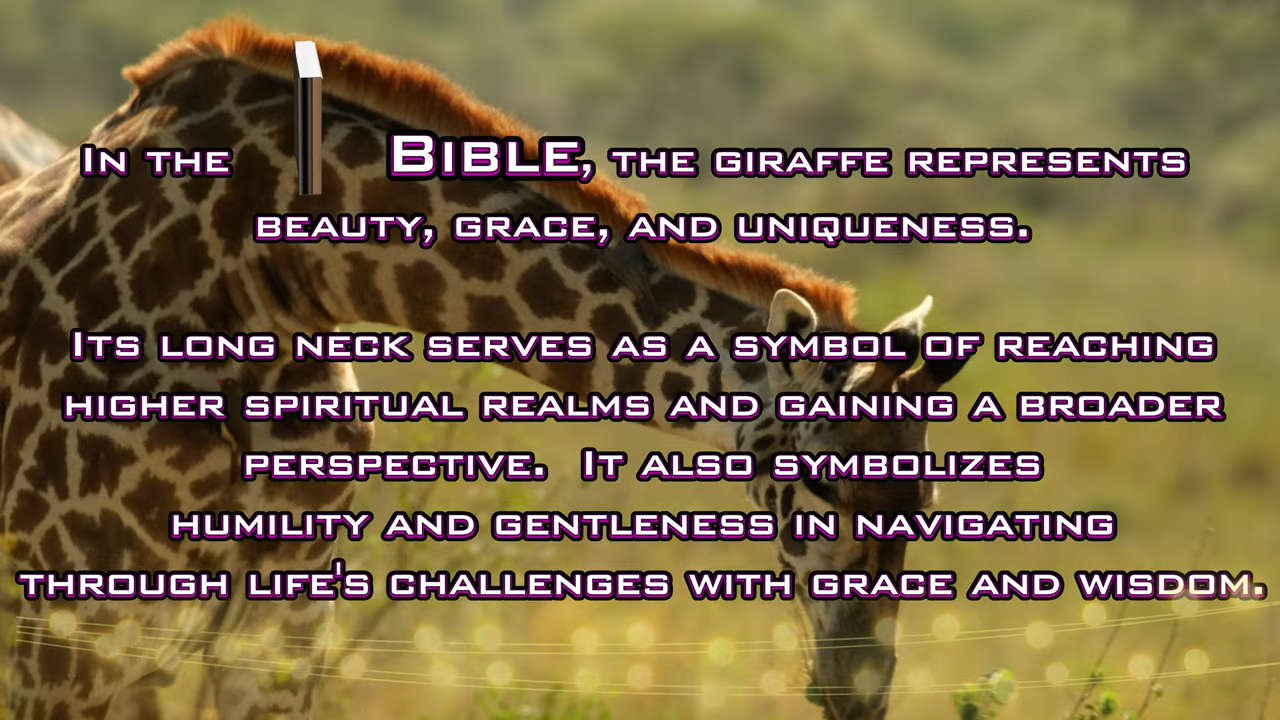 In the Bible, the giraffe represents
beauty, grace, and uniqueness.
Its long neck serves as a symbol of reaching
higher spiritual realms and gaining a broader
perspective.  It also symbolizes
humility and gentleness in navigating
through life's challenges with grace and wisdom.